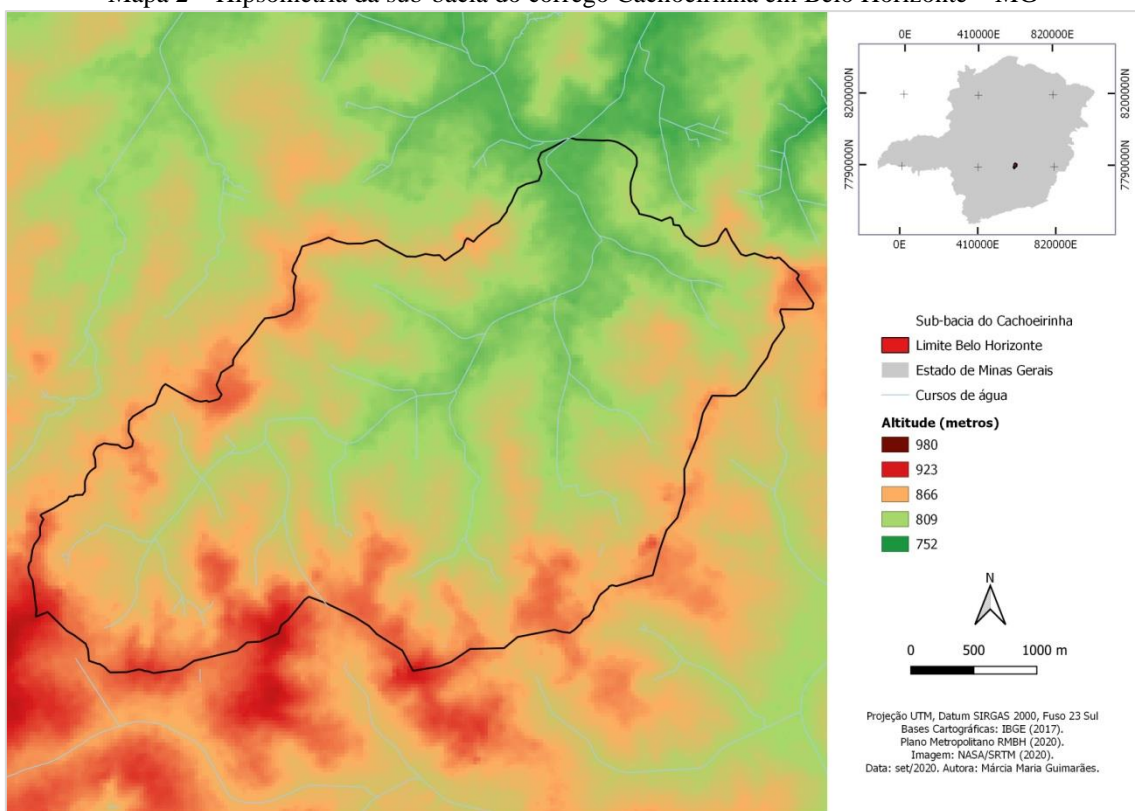 Mapa 2 – Hipsometria da sub-bacia do córrego Cachoeirinha em Belo Horizonte – MG
0E 410000E 820000E
8200000N 8200000N
7790000N 7790000N
0E 410000E 820000E
Sub-bacia do Cachoeirinha
Limite Belo Horizonte
Estado de Minas Gerais
Cursos de água
Altitude (metros)
980
923
866
809
752
N
0 500 1000 m
Projeção UTM, Datum SIRGAS 2000, Fuso 23 Sul
Bases Cartográficas: IBGE (2017).
Plano Metropolitano RMBH (2020).
Imagem: NASA/SRTM (2020).
Data: set/2020. Autora: Márcia Maria Guimarães.